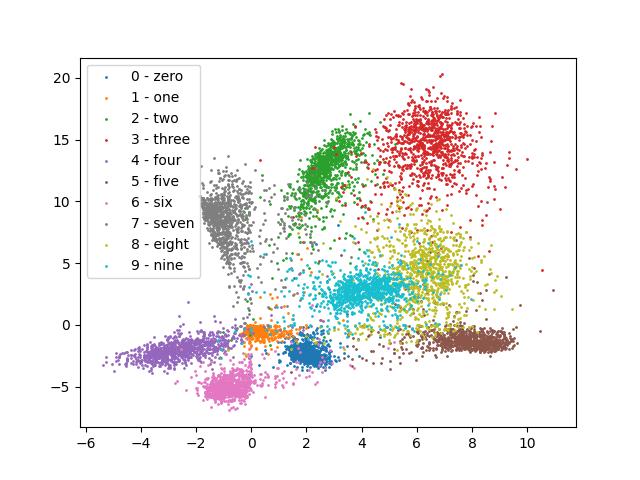 20
15
10
5
0
−5
0 - zero
1 - one
2 - two
3 - three
4 - four
5 - five
6 - six
7 - seven
8 - eight
9 - nine
−6 −4 −2 0 2 4 6 8 10